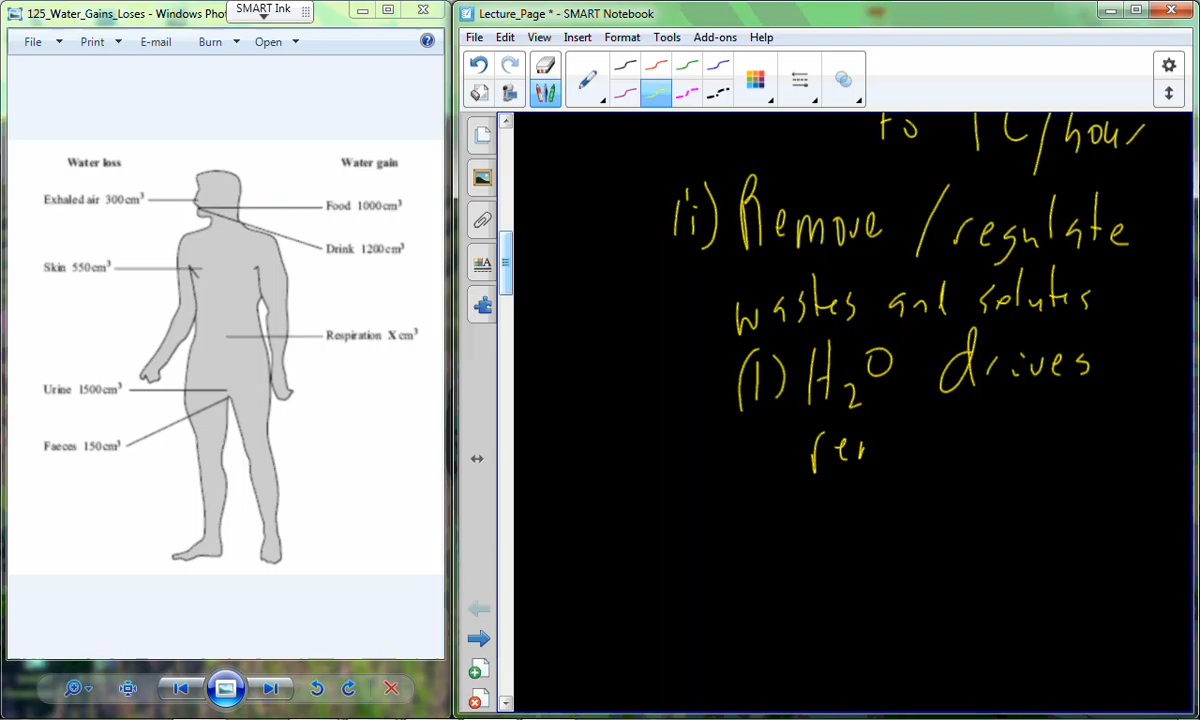 125_Water_Gains_Loses - Windows Pho
SMART Ink
File Print E-mail Burn Open
Water loss
Water gain
Exhaled air 300cm³
Food 1000cm³
Drink 1200cm³
Skin 550cm³
Respiration X cm³
Urine 1500cm³
Faeces 150cm³
Lecture_Page * - SMART Notebook
File Edit View Insert Format Tools Add-ons Help
to 1L/hour
ii) Remove / regulate
wastes and solutes
(1) H₂O drives